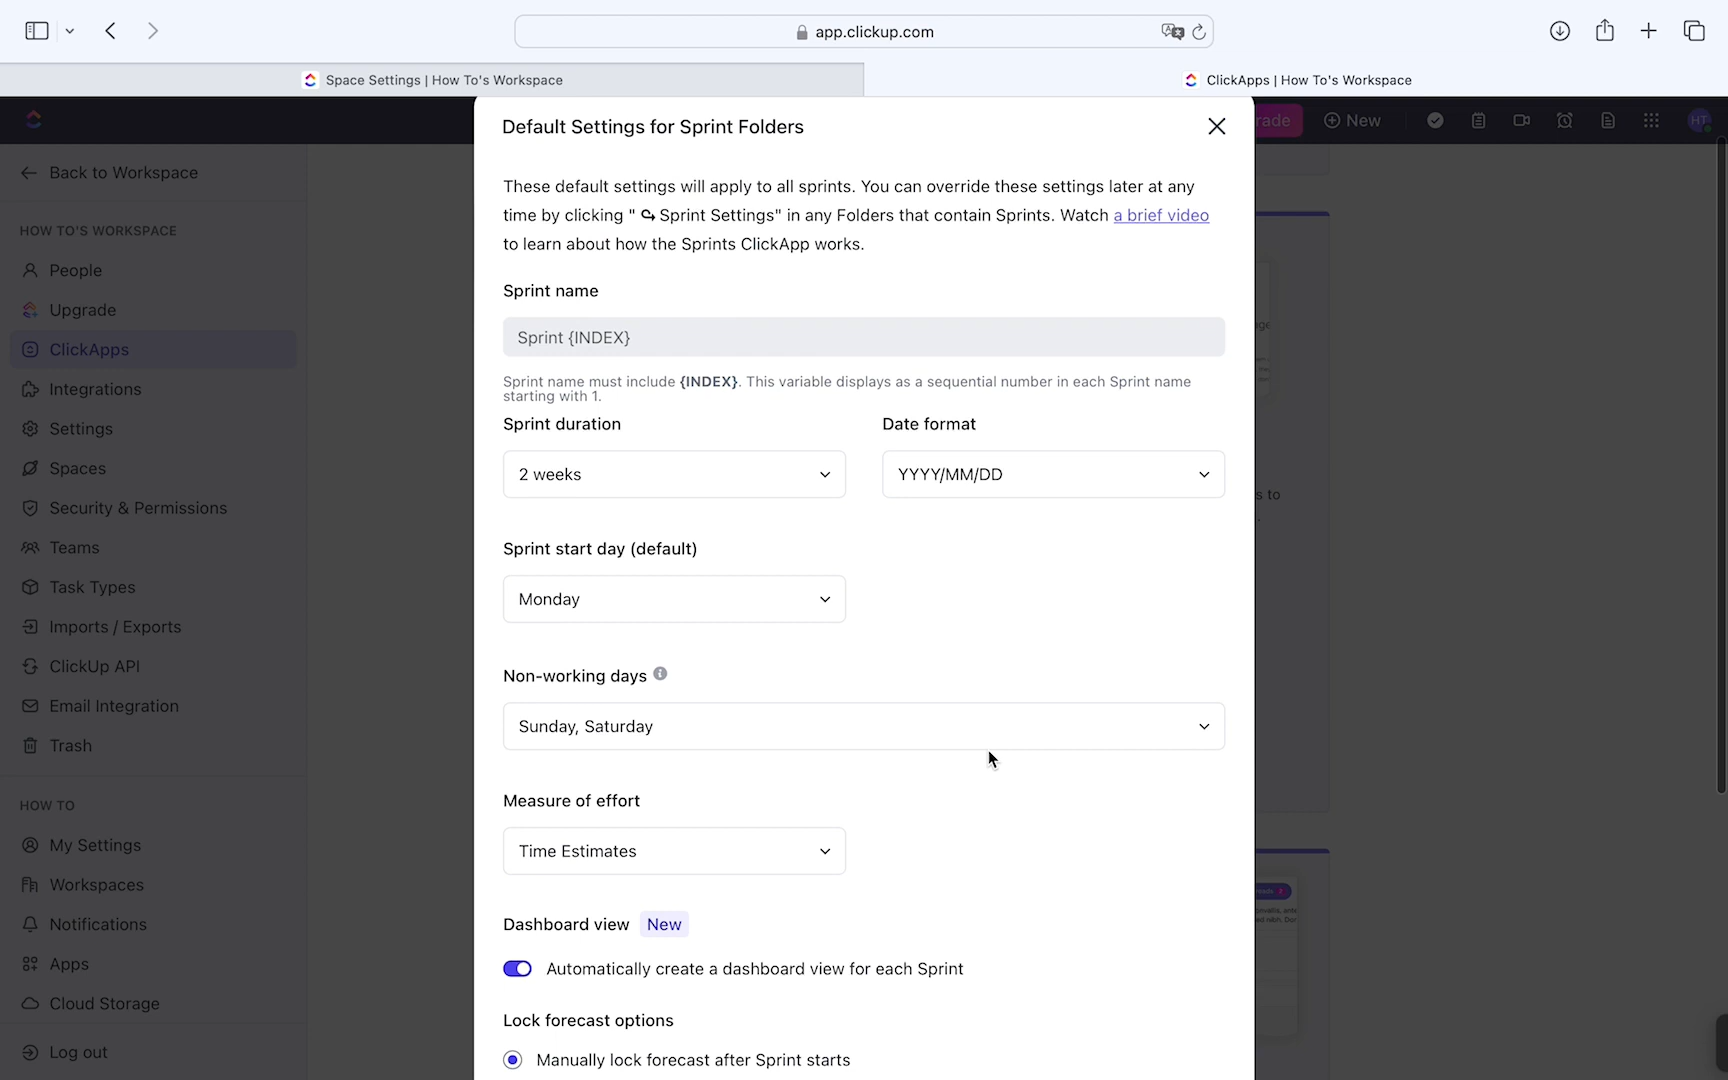 app.clickup.com
Space Settings | How To's Workspace
ClickApps | How To's Workspace
Default Settings for Sprint Folders
rade
New
HT
Back to Workspace
HOW TO'S WORKSPACE
People
Upgrade
ClickApps
Integrations
Settings
Spaces
Security & Permissions
Teams
Task Types
Imports / Exports
ClickUp API
Email Integration
Trash
HOW TO
My Settings
Workspaces
Notifications
Apps
Cloud Storage
Log out
These default settings will apply to all sprints. You can override these settings later at any
time by clicking " Sprint Settings" in any Folders that contain Sprints. Watch a brief video
to learn about how the Sprints ClickApp works.
Sprint name
Sprint {INDEX}
Sprint name must include {INDEX}. This variable displays as a sequential number in each Sprint name
starting with 1.
Sprint duration
Date format
2 weeks
YYYY/MM/DD
s to
Sprint start day (default)
Monday
Non-working days
Sunday, Saturday
Measure of effort
Time Estimates
Dashboard view New
Automatically create a dashboard view for each Sprint
Lock forecast options
Manually lock forecast after Sprint starts